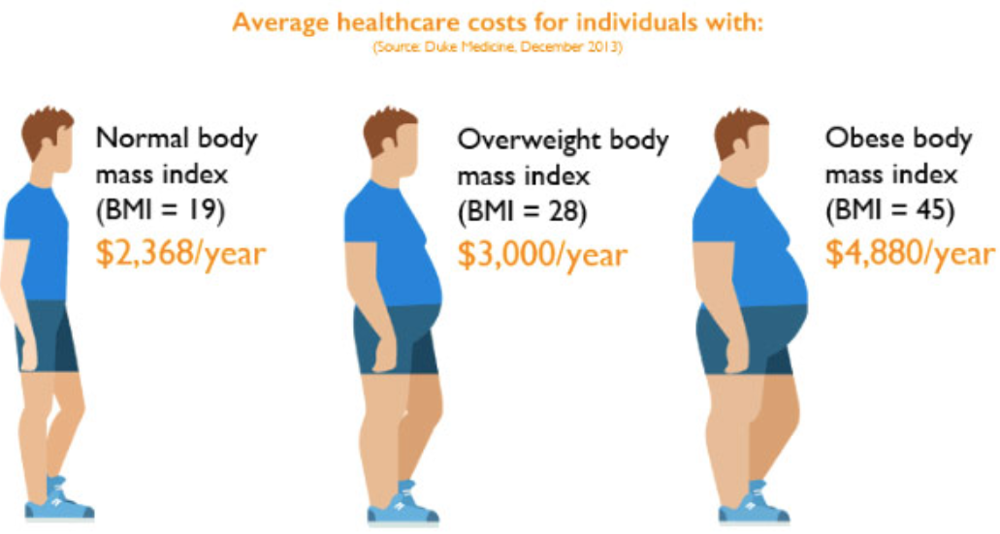 Average healthcare costs for individuals with:
(Source: Duke Medicine, December 2013)
Normal body
mass index
(BMI = 19)
$2,368/year
Overweight body
mass index
(BMI = 28)
$3,000/year
Obese body
mass index
(BMI = 45)
$4,880/year